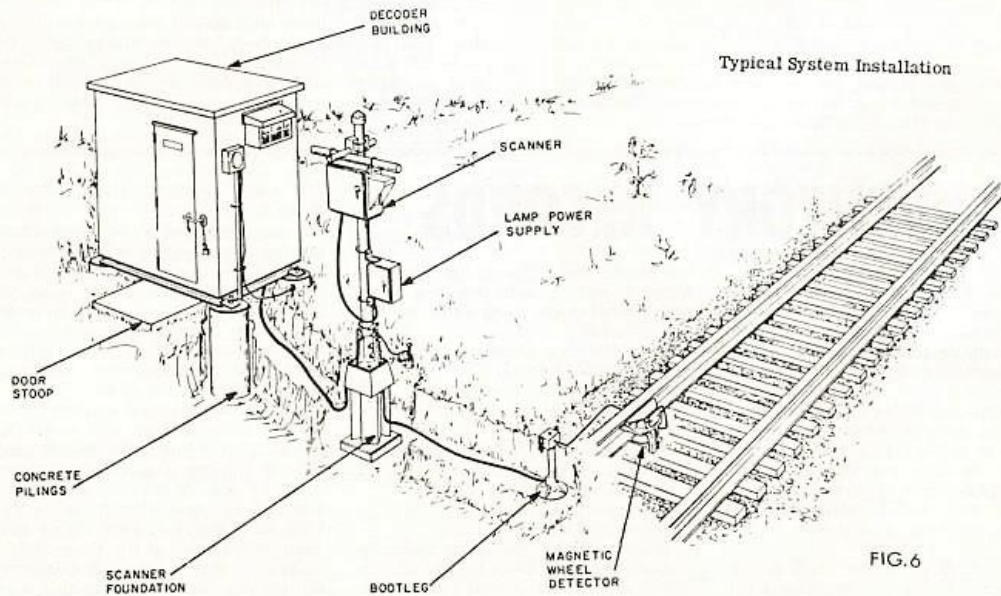 DECODER
BUILDING
Typical System Installation
SCANNER
LAMP POWER
SUPPLY
DOOR
STOOP
CONCRETE
PILINGS
SCANNER
FOUNDATION
BOOTLEG
MAGNETIC
WHEEL
DETECTOR
FIG.6